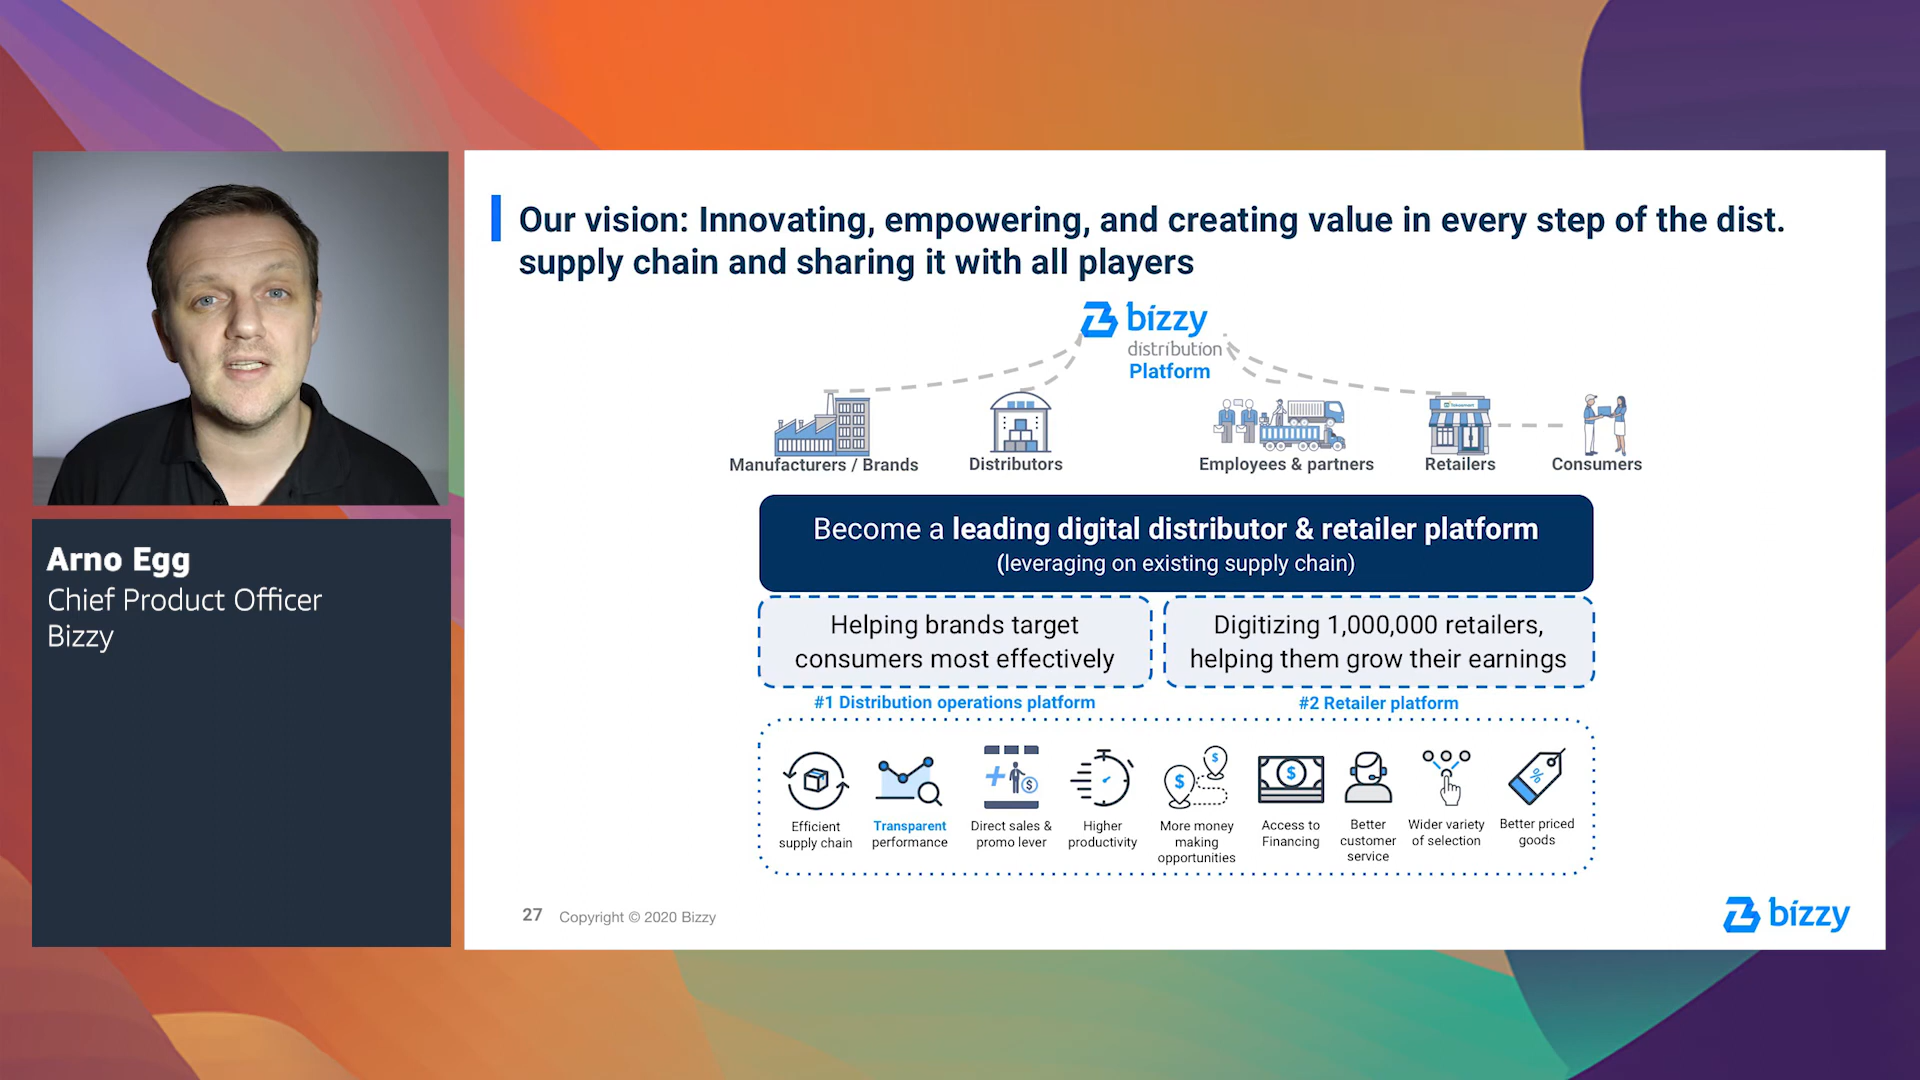 Arno Egg
Chief Product Officer
Bizzy
Our vision: Innovating, empowering, and creating value in every step of the dist.
supply chain and sharing it with all players
bizzy
distribution
Platform
Manufacturers / Brands
Distributors
Employees & partners
Retailers
Consumers
Become a leading digital distributor & retailer platform
(leveraging on existing supply chain)
Helping brands target
consumers most effectively
Digitizing 1,000,000 retailers,
helping them grow their earnings
#1 Distribution operations platform
#2 Retailer platform
Efficient
supply chain
Transparent
performance
Direct sales &
promo lever
Higher
productivity
More money
making
opportunities
Access to
Financing
Better
customer
service
Wider variety
of selection
Better priced
goods
27 Copyright © 2020 Bizzy
bizzy